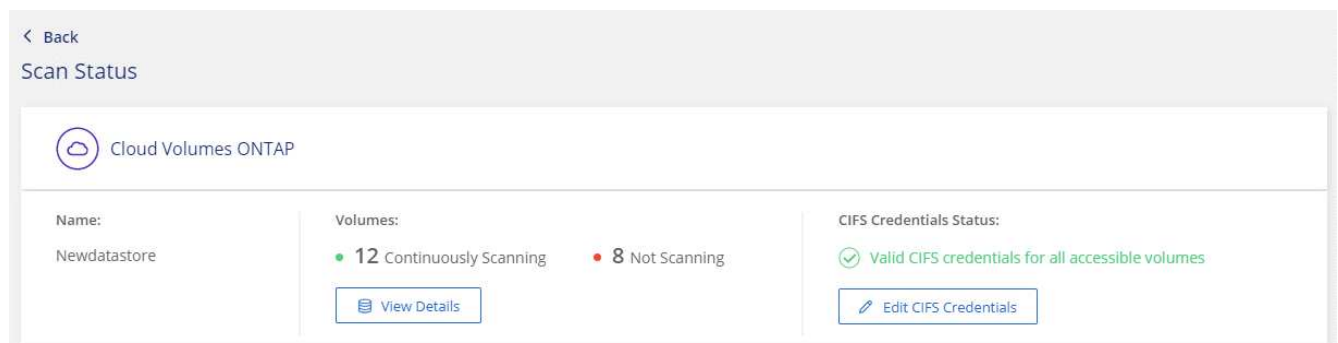 Back
Scan Status
Cloud Volumes ONTAP
Name:
Newdatastore
Volumes:
12 Continuously Scanning
8 Not Scanning
View Details
CIFS Credentials Status:
Valid CIFS credentials for all accessible volumes
Edit CIFS Credentials